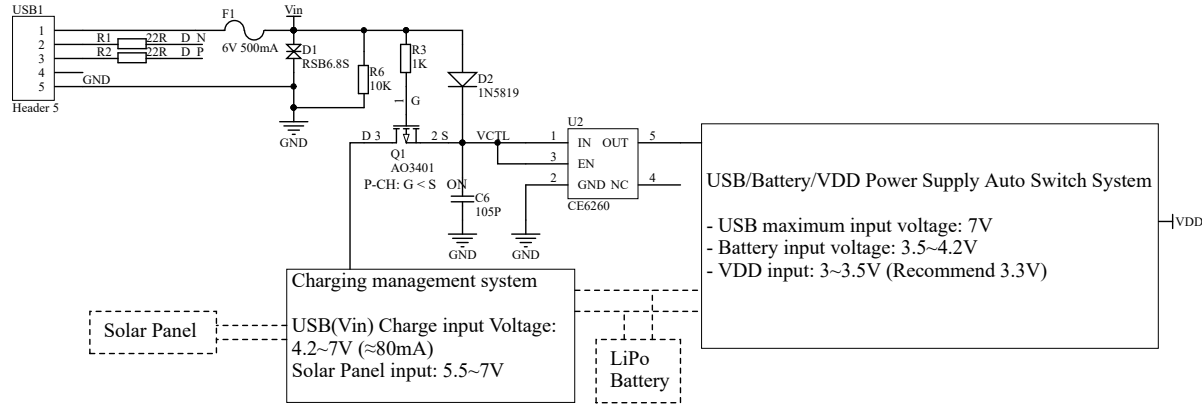 USB1
1
2
3
4
5
Header 5
R1 22R D_N
R2 22R D_P
GND
F1
6V 500mA
Vin
D1
RSB6.8S
R6
10K
R3
1K
D2
1N5819
GND
1 G
D 3
2 S
Q1
AO3401
P-CH: G < S ON
VCTL
C6
105P
GND
GND
U2
1 IN OUT 5
3 EN
2 GND NC 4
CE6260
USB/Battery/VDD Power Supply Auto Switch System
- USB maximum input voltage: 7V
- Battery input voltage: 3.5~4.2V
- VDD input: 3~3.5V (Recommend 3.3V)
VDD
Charging management system
USB(Vin) Charge input Voltage:
4.2~7V (≈80mA)
Solar Panel input: 5.5~7V
Solar Panel
LiPo
Battery